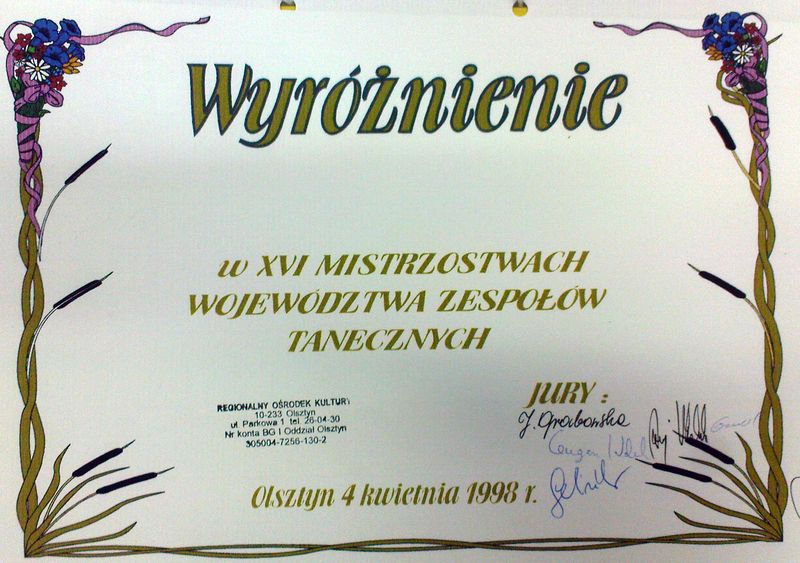 Wyróżnienie
w XVI MISTRZOSTWACH
WOJEWÓDZTWA ZESPOŁÓW
TANECZNYCH
REGIONALNY OŚRODEK KULTURY
10-233 Olsztyn
ul. Parkowa 1 tel. 26-04-30
Nr konta BG I Oddział Olsztyn
305004-7256-130-2
JURY :
J. Grabowska
Olsztyn 4 kwietnia 1998 r.